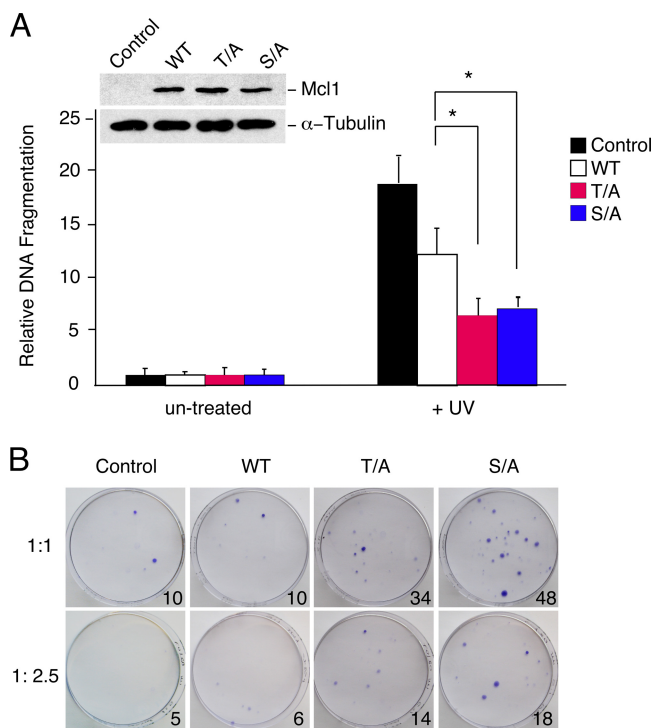 A
Control WT T/A S/A
Mcl1
α–Tubulin
Relative DNA Fragmentation
25
20
15
10
5
0
* *
Control
WT
T/A
S/A
un-treated + UV
B
Control WT T/A S/A
1:1 10 10 34 48
1: 2.5 5 6 14 18